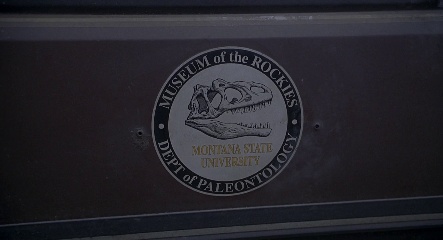 MUSEUM of the ROCKIES
MONTANA STATE
UNIVERSITY
DEPT of PALEONTOLOGY